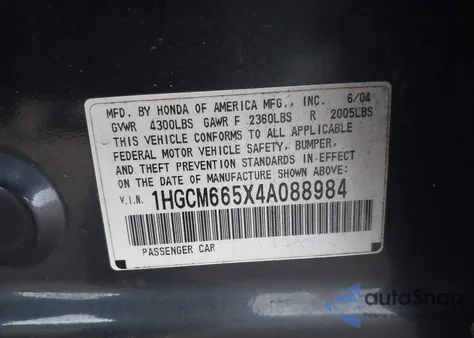 MFD. BY HONDA OF AMERICA MFG., INC. 6/04
GVWR 4300LBS GAWR F 2360LBS R 2005LBS
THIS VEHICLE CONFORMS TO ALL APPLICABLE
FEDERAL MOTOR VEHICLE SAFETY, BUMPER,
AND THEFT PREVENTION STANDARDS IN EFFECT
ON THE DATE OF MANUFACTURE SHOWN ABOVE.
V.I.N. 1HGCM665X4A088984
PASSENGER CAR
autoSnap